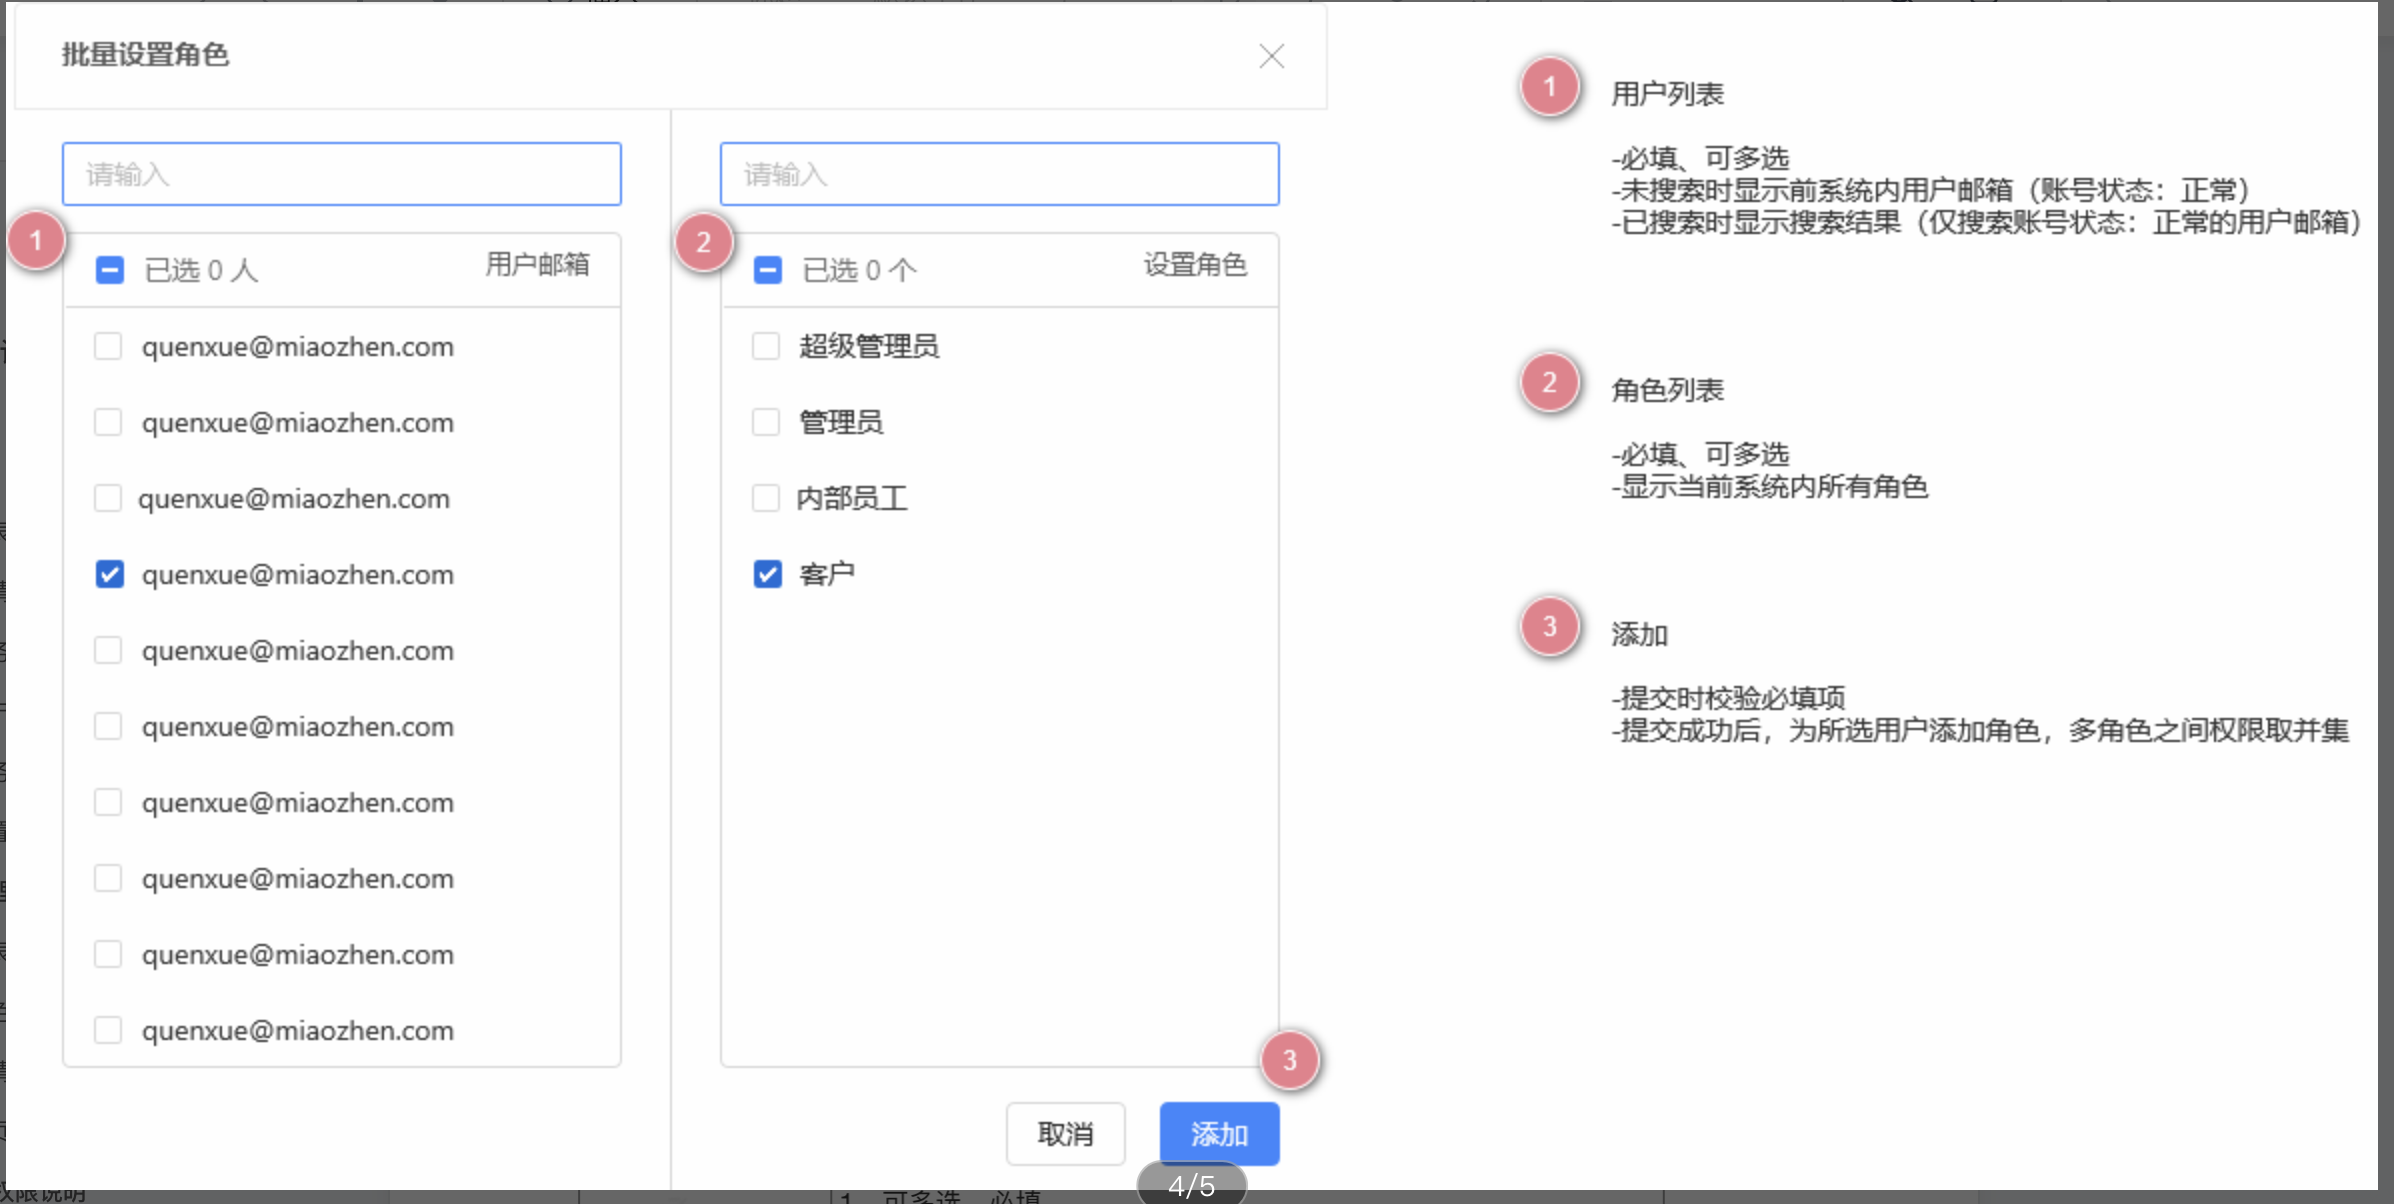 批量设置角色
请输入
1
已选 0 人
用户邮箱
quenxue@miaozhen.com
quenxue@miaozhen.com
quenxue@miaozhen.com
quenxue@miaozhen.com
quenxue@miaozhen.com
quenxue@miaozhen.com
quenxue@miaozhen.com
quenxue@miaozhen.com
quenxue@miaozhen.com
quenxue@miaozhen.com
请输入
2
已选 0 个
设置角色
超级管理员
管理员
内部员工
客户
3
取消
添加
4/5
1
用户列表
-必填、可多选
-未搜索时显示前系统内用户邮箱（账号状态：正常）
-已搜索时显示搜索结果（仅搜索账号状态：正常的用户邮箱）
2
角色列表
-必填、可多选
-显示当前系统内所有角色
3
添加
-提交时校验必填项
-提交成功后，为所选用户添加角色，多角色之间权限取并集